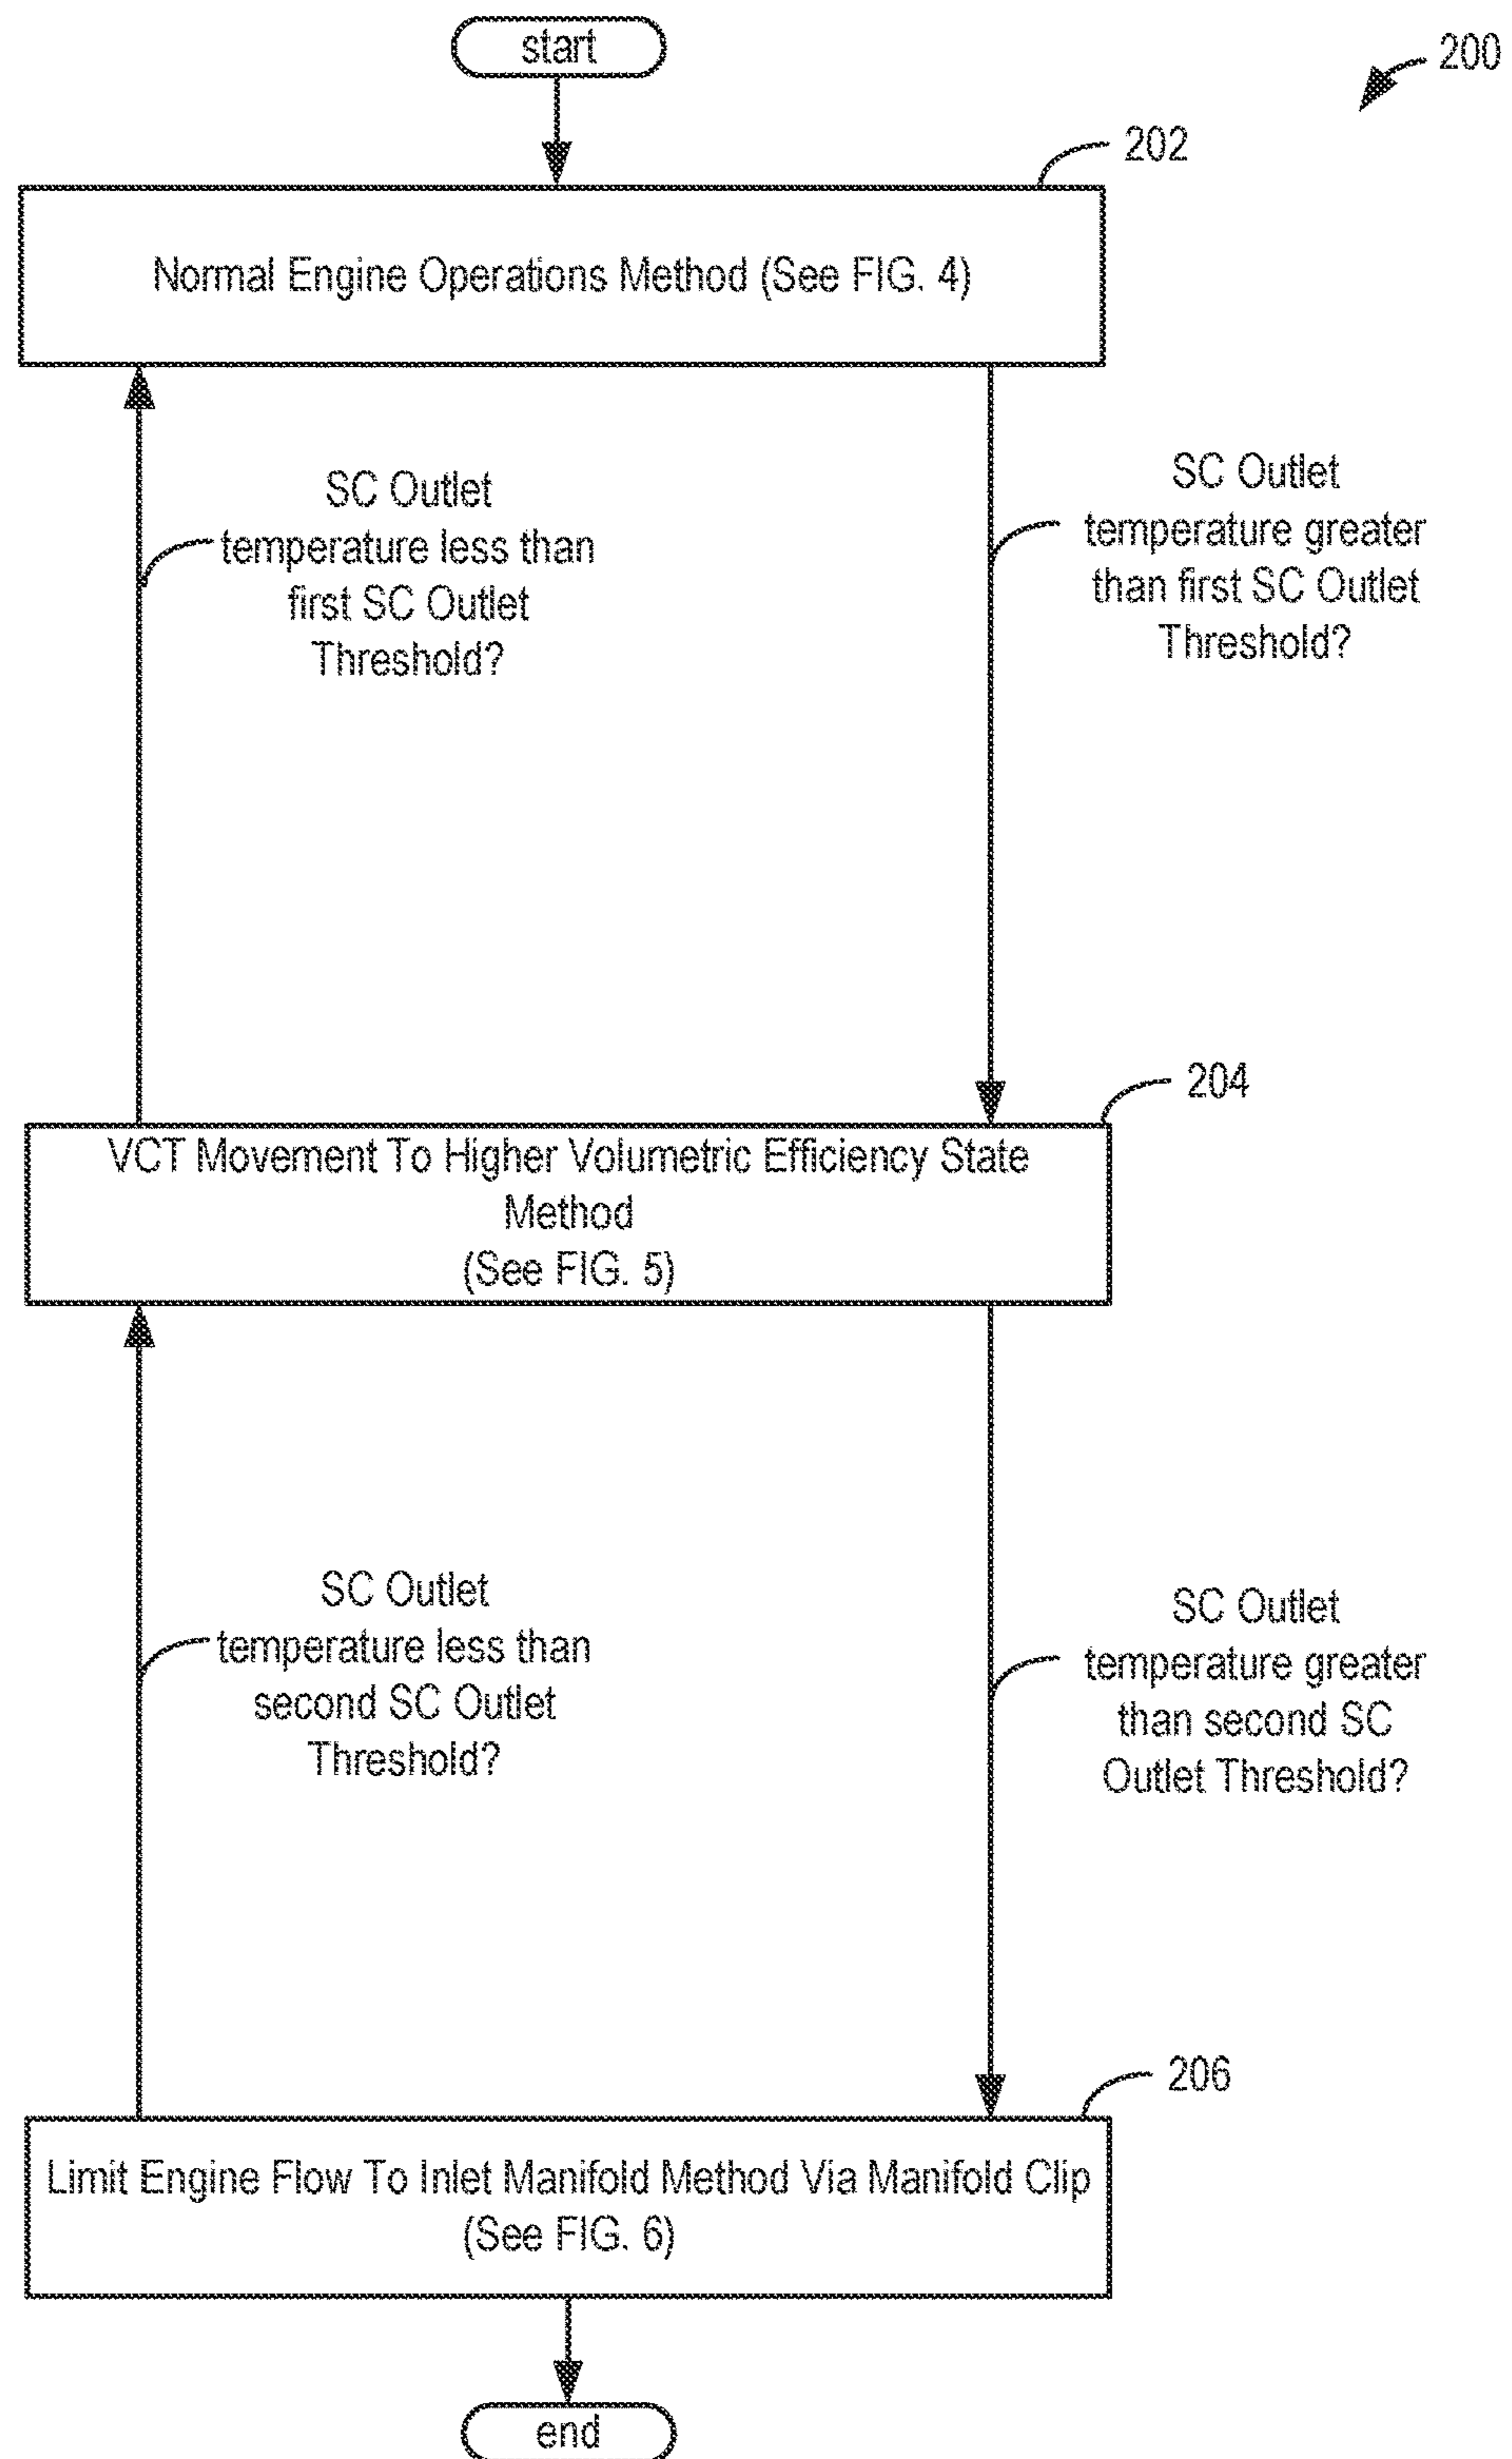 start
200
202
Normal Engine Operations Method (See FIG. 4)
SC Outlet
temperature less than
first SC Outlet
Threshold?
SC Outlet
temperature greater
than first SC Outlet
Threshold?
204
VCT Movement To Higher Volumetric Efficiency State
Method
(See FIG. 5)
SC Outlet
temperature less than
second SC Outlet
Threshold?
SC Outlet
temperature greater
than second SC
Outlet Threshold?
206
Limit Engine Flow To Inlet Manifold Method Via Manifold Clip
(See FIG. 6)
end